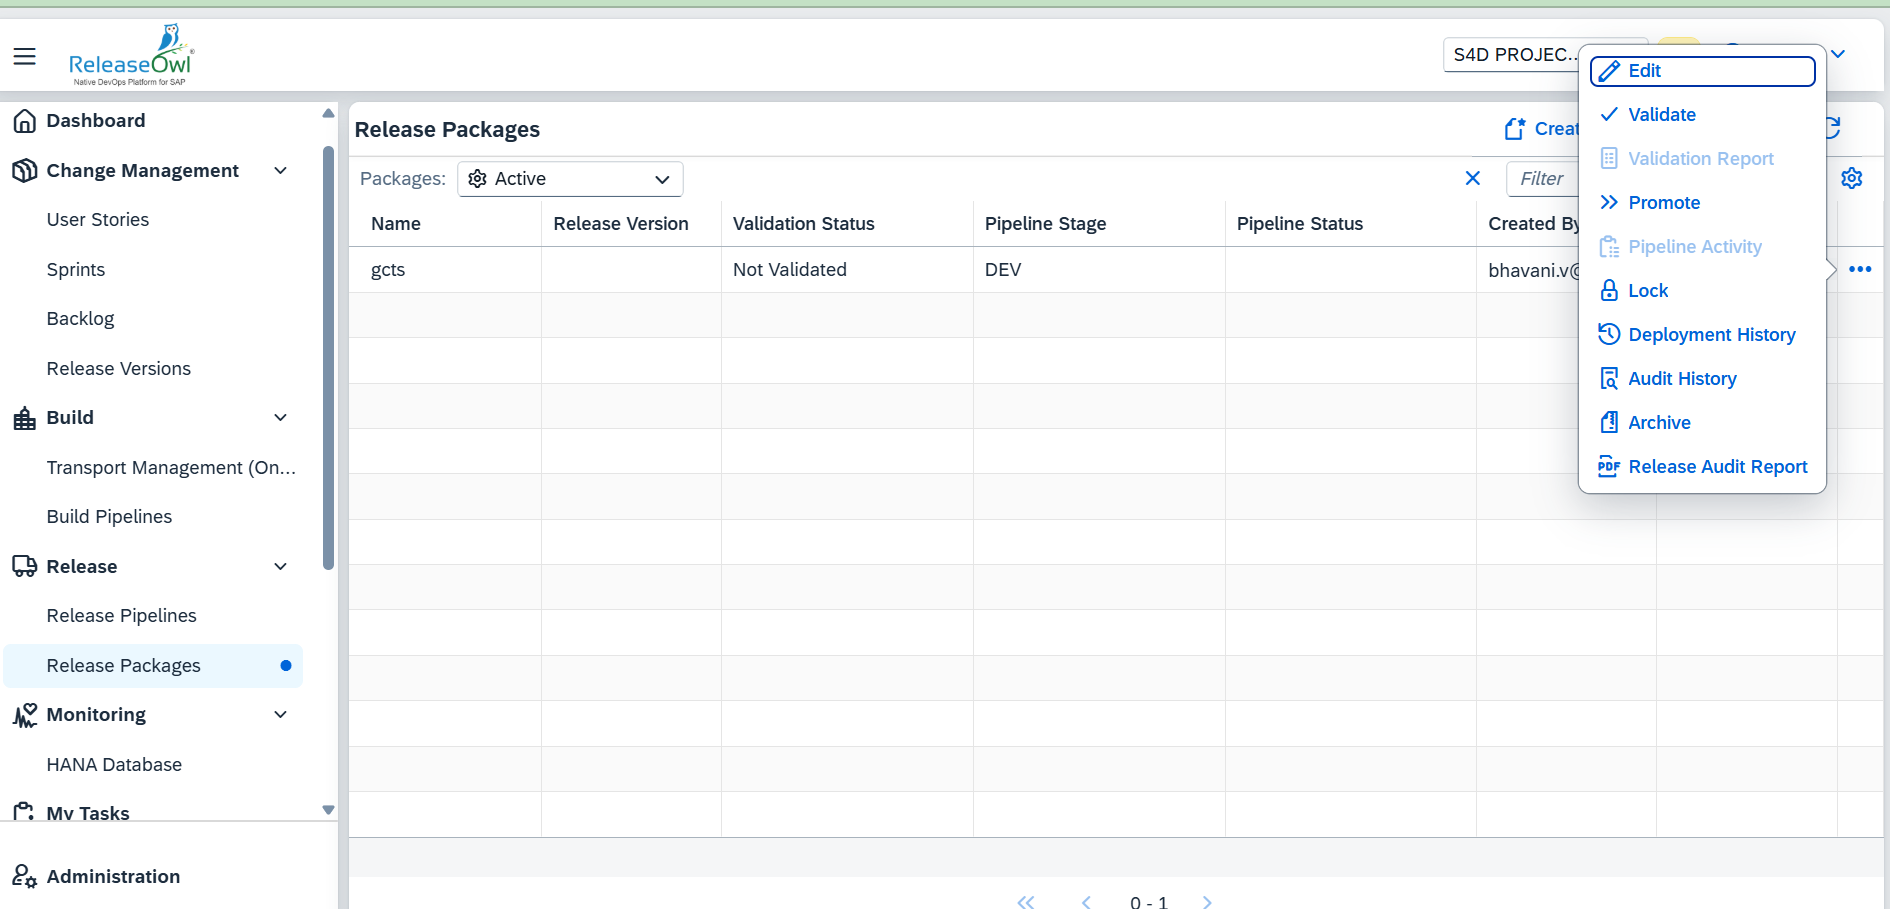 ReleaseOwl
®
Native DevOps Platform for SAP
S4D PROJEC...
Dashboard
Change Management
User Stories
Sprints
Backlog
Release Versions
Build
Transport Management (On...
Build Pipelines
Release
Release Pipelines
Release Packages
Monitoring
HANA Database
My Tasks
Administration
Release Packages
Creat
Packages: Active
Filter
Name Release Version Validation Status Pipeline Stage Pipeline Status Created By
gcts Not Validated DEV bhavani.v@
Edit
Validate
Validation Report
Promote
Pipeline Activity
Lock
Deployment History
Audit History
Archive
PDF Release Audit Report
0 - 1